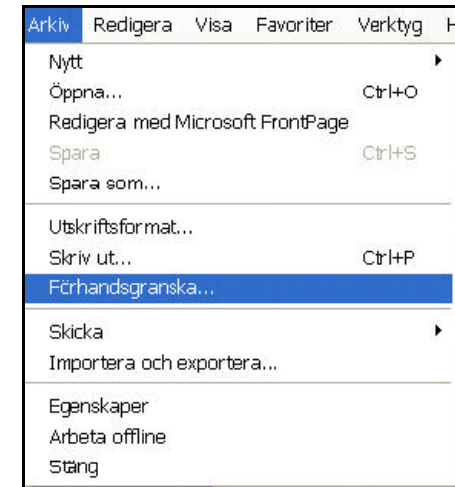 Arkiv Redigera Visa Favoriter Verktyg H
Nytt
Öppna... Ctrl+O
Redigera med Microsoft FrontPage
Spara Ctrl+S
Spara som...
Utskriftsformat...
Skriv ut... Ctrl+P
Förhandsgranska...
Skicka
Importera och exportera...
Egenskaper
Arbeta offline
Stäng